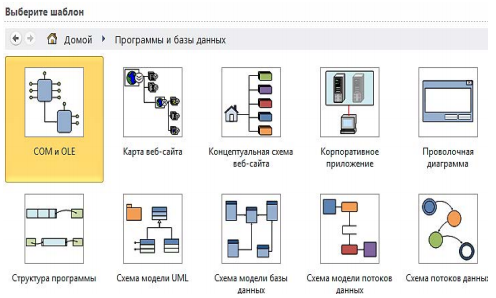 Выберите шаблон
Домой Программы и базы данных
COM и OLE Карта веб-сайта Концептуальная схема Корпоративное Проволочная
веб-сайта приложение диаграмма
Структура программы Схема модели UML Схема модели базы Схема модели потоков Схема потоков данных
данных данных